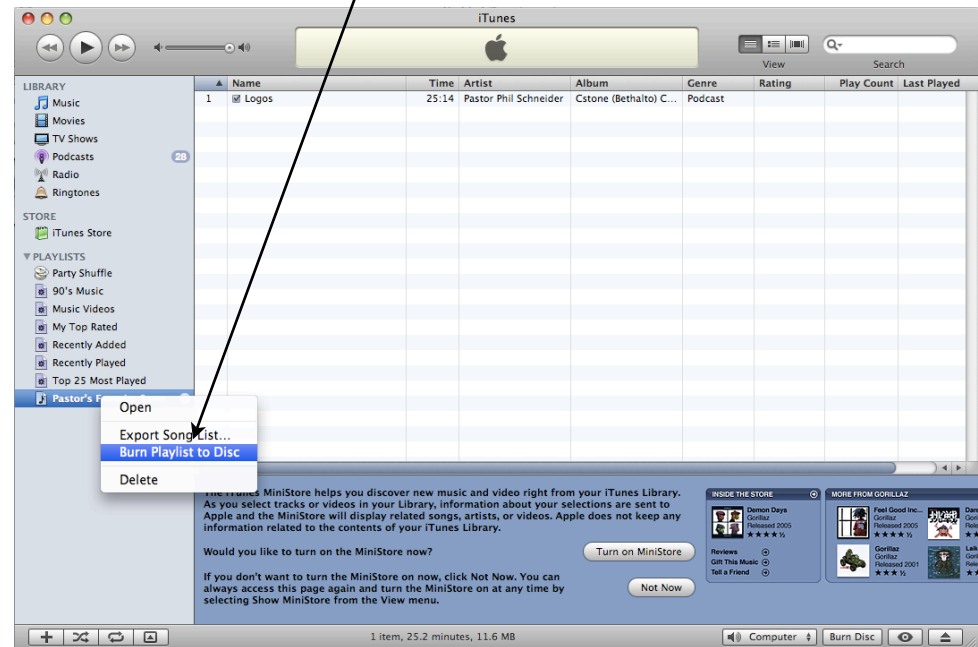 iTunes
View
Search
LIBRARY
Music
Movies
TV Shows
Podcasts 28
Radio
Ringtones
STORE
iTunes Store
PLAYLISTS
Party Shuffle
90's Music
Music Videos
My Top Rated
Recently Added
Recently Played
Top 25 Most Played
Pastor's
Open
Export Song List...
Burn Playlist to Disc
Delete
Name Time Artist Album Genre Rating Play Count Last Played
1 Logos 25:14 Pastor Phil Schneider Cstone (Bethalto) C... Podcast
The iTunes MiniStore helps you discover new music and video right from your iTunes Library.
As you select tracks or videos in your Library, information about your selections are sent to
Apple and the MiniStore will display related songs, artists, or videos. Apple does not keep any
information related to the contents of your iTunes Library.
Would you like to turn on the MiniStore now?
Turn on MiniStore
If you don't want to turn the MiniStore on now, click Not Now. You can
always access this page again and turn the MiniStore on at any time by
selecting Show MiniStore from the View menu.
Not Now
INSIDE THE STORE
Demon Days
Gorillaz
Released 2005
Reviews
Gift This Music
Tell a Friend
MORE FROM GORILLAZ
Feel Good Inc...
Gorillaz
Released 2005
Gorillaz
Gorillaz
Released 2001
1 item, 25.2 minutes, 11.6 MB
Computer
Burn Disc